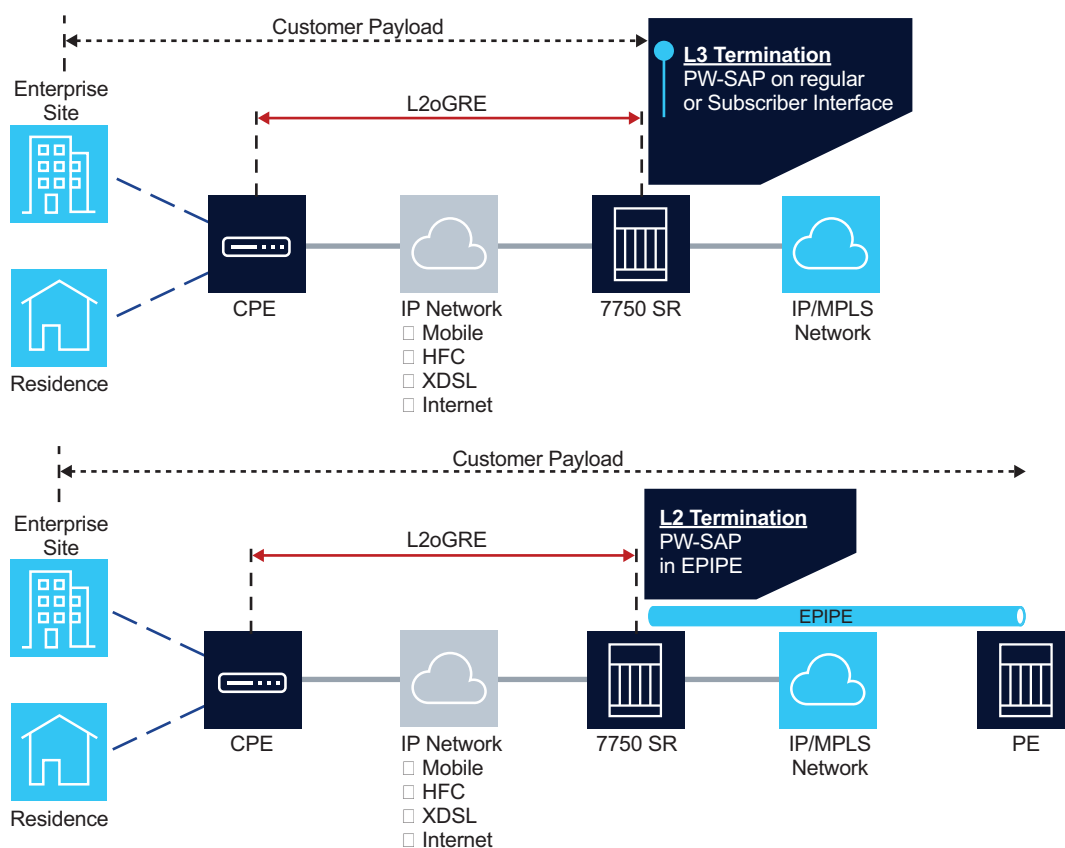 Customer Payload
L3 Termination
PW-SAP on regular
or Subscriber Interface
Enterprise
Site
L2oGRE
CPE
IP Network
Mobile
HFC
XDSL
Internet
7750 SR
IP/MPLS
Network
Residence
Customer Payload
Enterprise
Site
L2oGRE
L2 Termination
PW-SAP
in EPIPE
EPIPE
CPE
IP Network
Mobile
HFC
XDSL
Internet
7750 SR
IP/MPLS
Network
PE
Residence